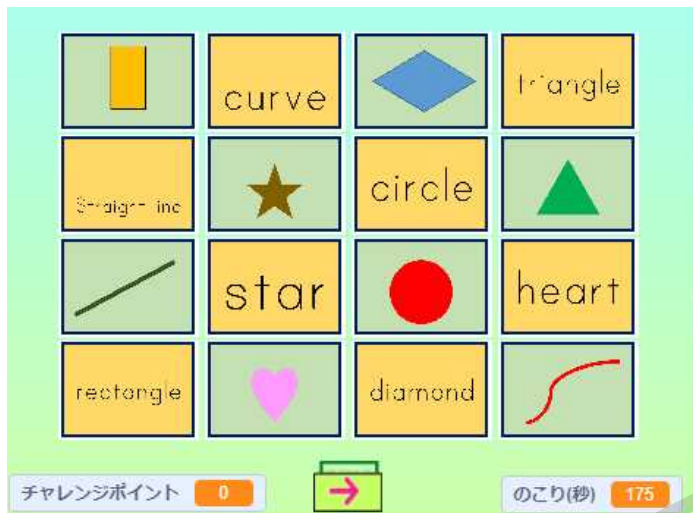 curve
triangle
Straight line
circle
star
heart
rectangle
diamond
チャレンジポイント 0
のこり(秒) 175